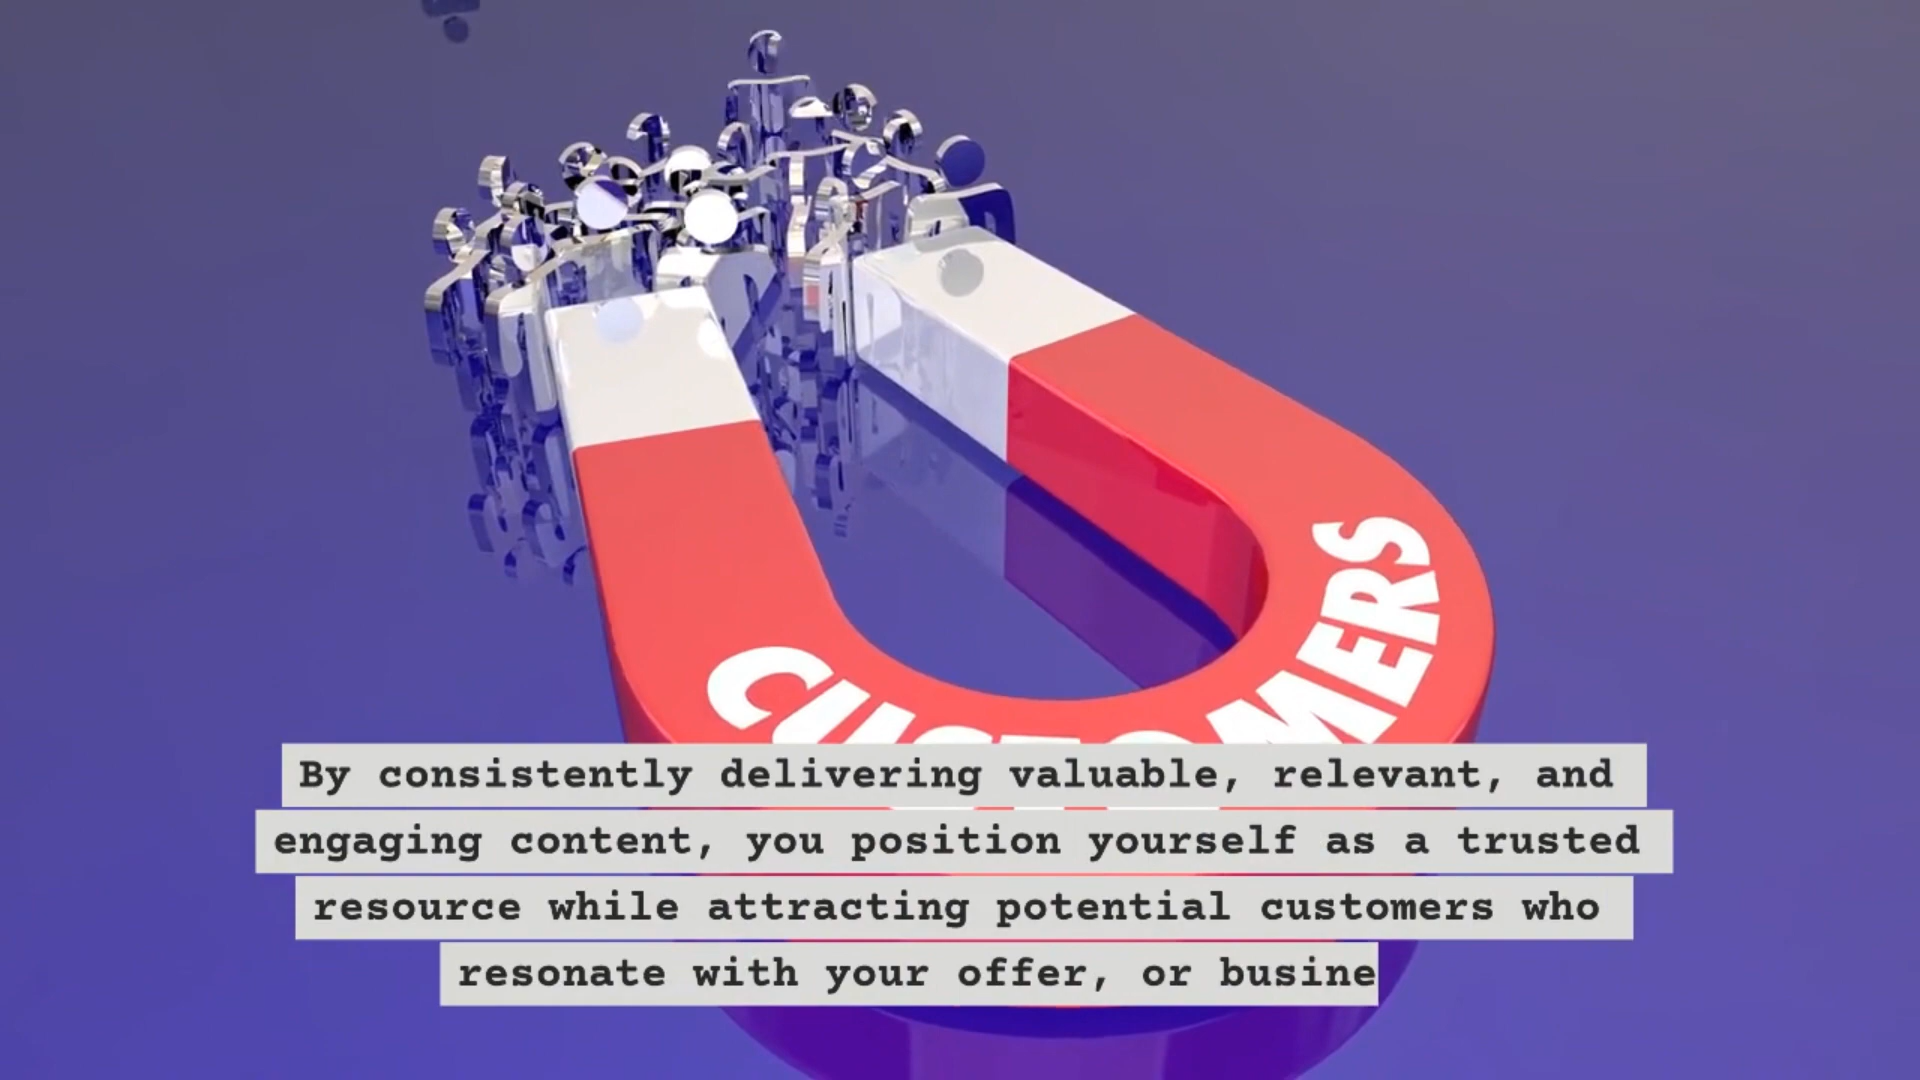 CUSTOMERS
By consistently delivering valuable, relevant, and
engaging content, you position yourself as a trusted
resource while attracting potential customers who
resonate with your offer, or busine